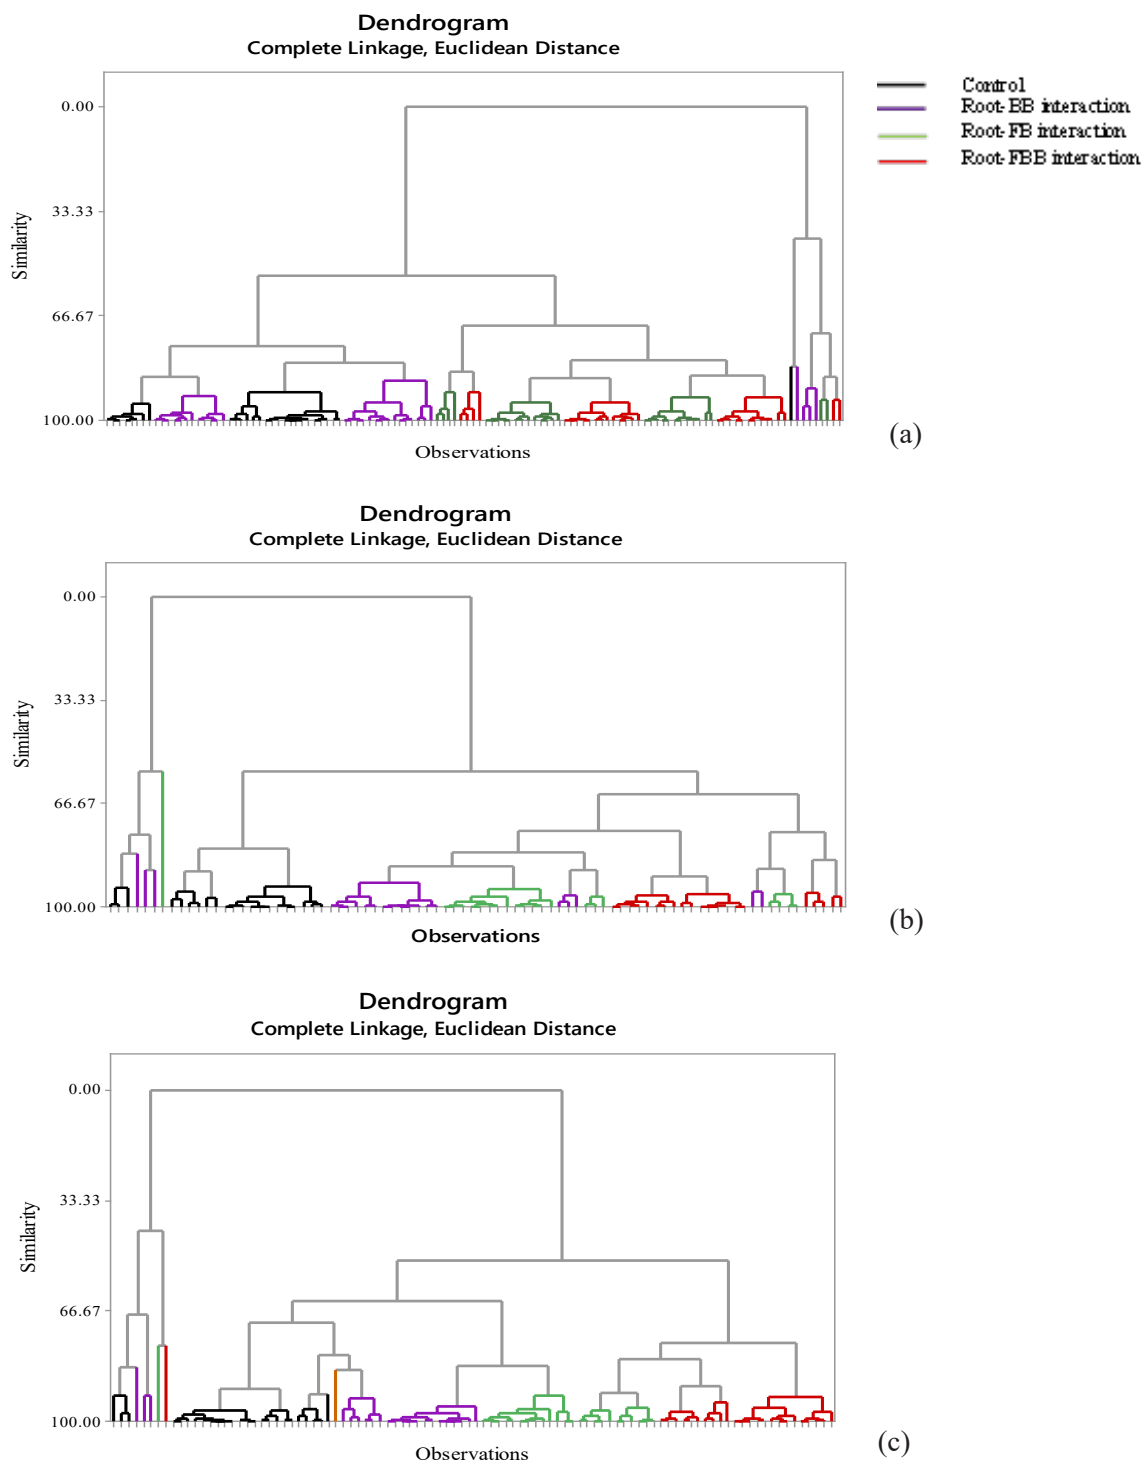 Dendrogram
Complete Linkage, Euclidean Distance
Control
Root-BB interaction
Root-FB interaction
Root-FBB interaction
0.00
33.33
66.67
100.00
Similarity
Observations
(a)
Dendrogram
Complete Linkage, Euclidean Distance
0.00
33.33
66.67
100.00
Similarity
Observations
(b)
Dendrogram
Complete Linkage, Euclidean Distance
0.00
33.33
66.67
100.00
Similarity
Observations
(c)